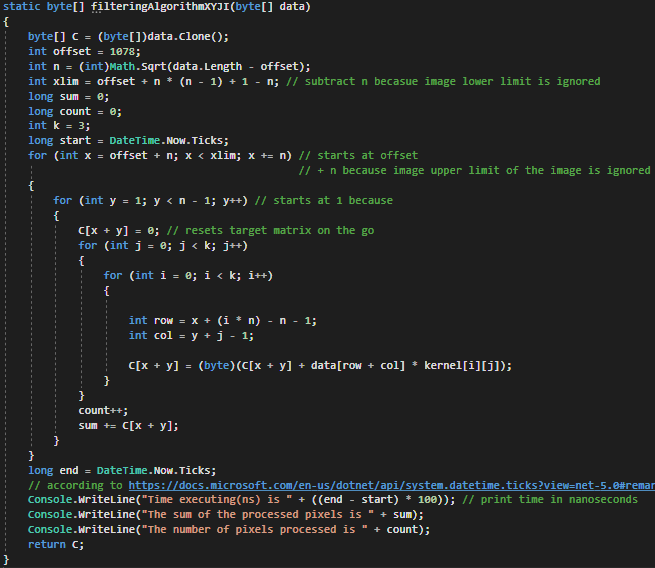 static byte[] filteringAlgorithmXYJI(byte[] data)
{
byte[] C = (byte[])data.Clone();
int offset = 1078;
int n = (int)Math.Sqrt(data.Length - offset);
int xlim = offset + n * (n - 1) + 1 - n; // subtract n becasue image lower limit is ignored
long sum = 0;
long count = 0;
int k = 3;
long start = DateTime.Now.Ticks;
for (int x = offset + n; x < xlim; x += n) // starts at offset
// + n because image upper limit of the image is ignored
{
for (int y = 1; y < n - 1; y++) // starts at 1 because
{
C[x + y] = 0; // resets target matrix on the go
for (int j = 0; j < k; j++)
{
for (int i = 0; i < k; i++)
{
int row = x + (i * n) - n - 1;
int col = y + j - 1;
C[x + y] = (byte)(C[x + y] + data[row + col] * kernel[i][j]);
}
}
count++;
sum += C[x + y];
}
}
long end = DateTime.Now.Ticks;
// according to https://docs.microsoft.com/en-us/dotnet/api/system.datetime.ticks?view=net-5.0#remar
Console.WriteLine("Time executing(ns) is " + ((end - start) * 100)); // print time in nanoseconds
Console.WriteLine("The sum of the processed pixels is " + sum);
Console.WriteLine("The number of pixels processed is " + count);
return C;
}